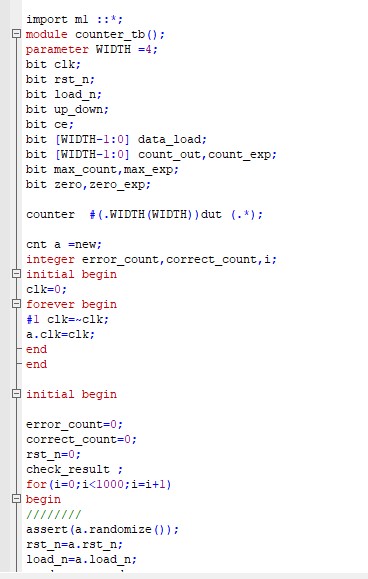 import ml ::*;
module counter_tb();
parameter WIDTH =4;
bit clk;
bit rst_n;
bit load_n;
bit up_down;
bit ce;
bit [WIDTH-1:0] data_load;
bit [WIDTH-1:0] count_out,count_exp;
bit max_count,max_exp;
bit zero,zero_exp;
counter  #(.WIDTH(WIDTH))dut (.*);
cnt a =new;
integer error_count,correct_count,i;
initial begin
clk=0;
forever begin
#1 clk=~clk;
a.clk=clk;
end
end
initial begin
error_count=0;
correct_count=0;
rst_n=0;
check_result ;
for(i=0;i<1000;i=i+1)
begin
////////
assert(a.randomize());
rst_n=a.rst_n;
load_n=a.load_n;